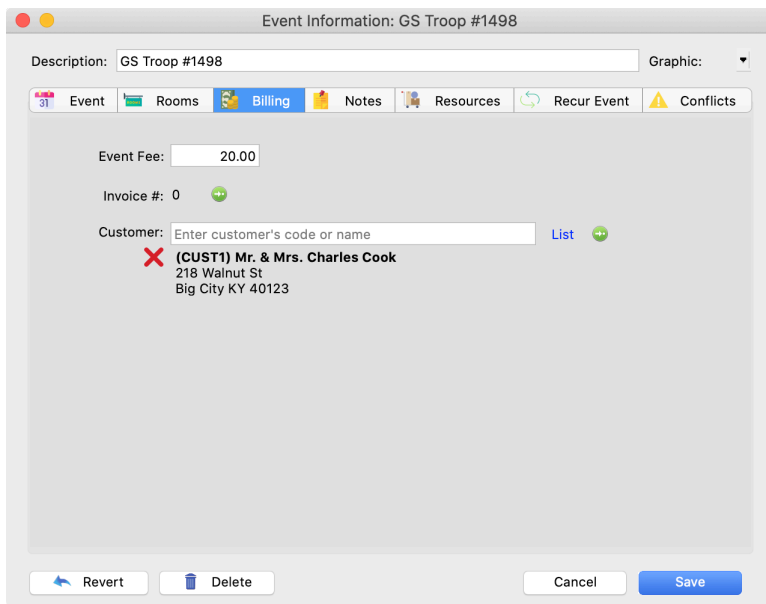 Event Information: GS Troop #1498
Description: GS Troop #1498 Graphic:
31 Event Rooms Billing Notes Resources Recur Event Conflicts
Event Fee: 20.00
Invoice #: 0
Customer: Enter customer's code or name List
(CUST1) Mr. & Mrs. Charles Cook
218 Walnut St
Big City KY 40123
Revert Delete Cancel Save